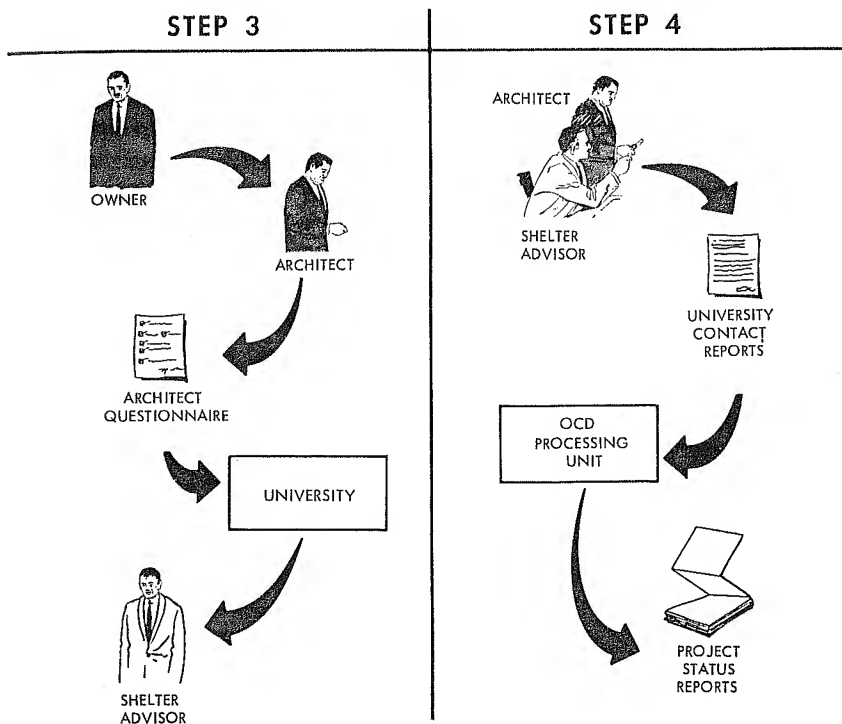 STEP 3
OWNER
ARCHITECT
ARCHITECT
QUESTIONNAIRE
UNIVERSITY
SHELTER
ADVISOR
STEP 4
ARCHITECT
SHELTER
ADVISOR
UNIVERSITY
CONTACT
REPORTS
OCD
PROCESSING
UNIT
PROJECT
STATUS
REPORTS